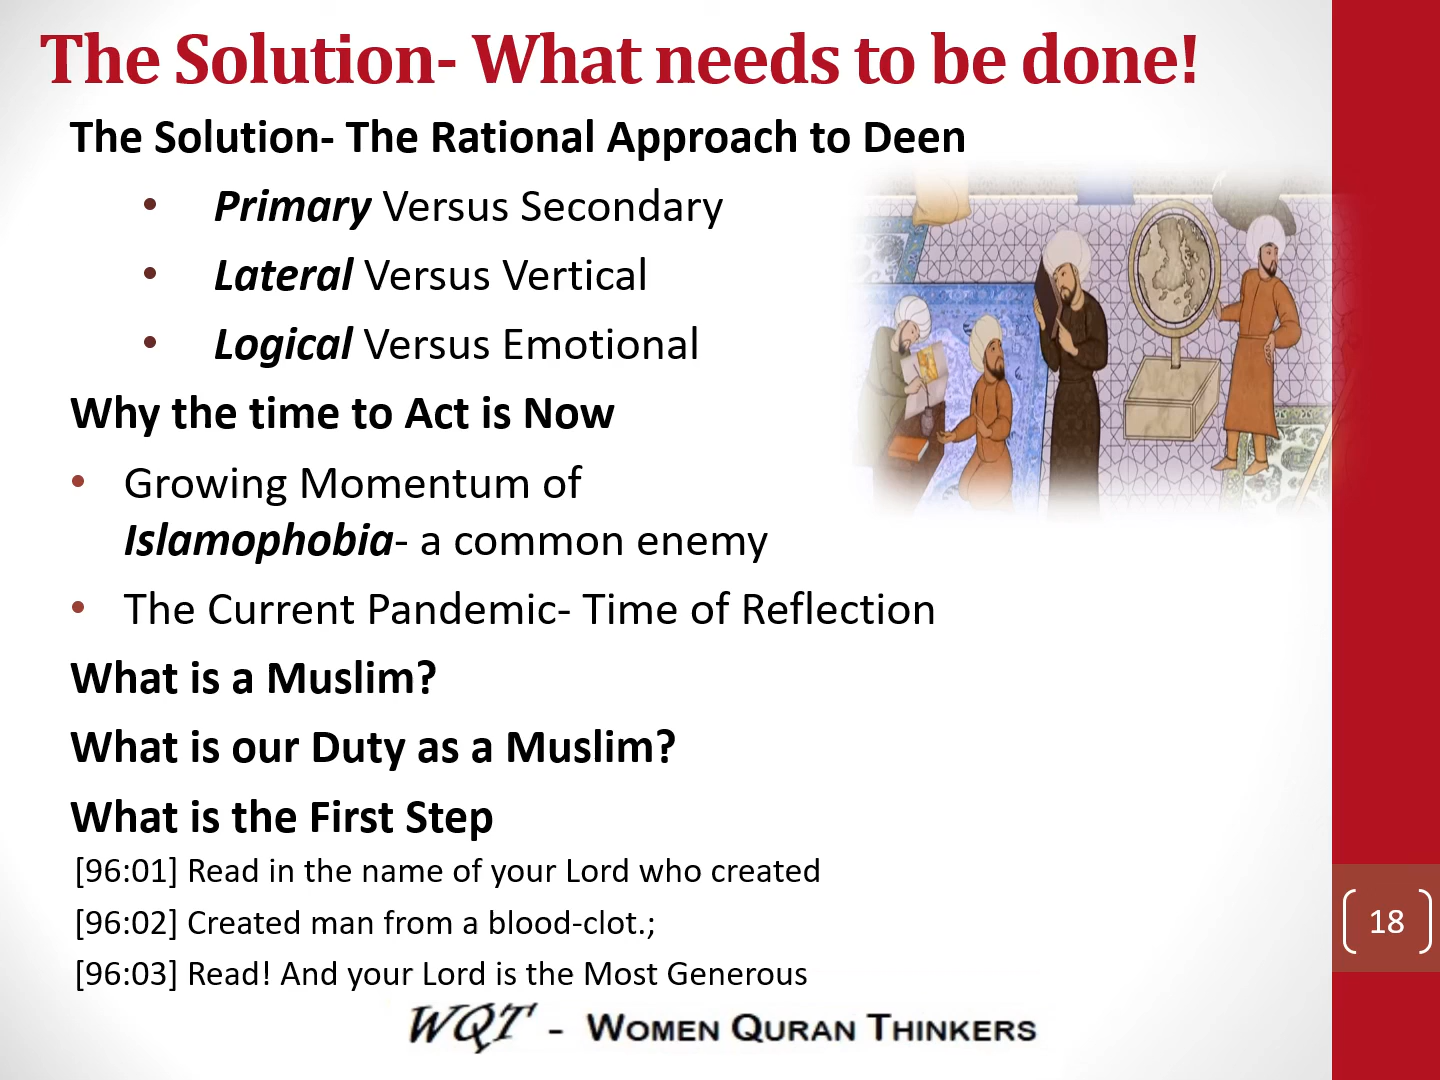 The Solution- What needs to be done!
The Solution- The Rational Approach to Deen
• Primary Versus Secondary
• Lateral Versus Vertical
• Logical Versus Emotional
Why the time to Act is Now
• Growing Momentum of
Islamophobia- a common enemy
• The Current Pandemic- Time of Reflection
What is a Muslim?
What is our Duty as a Muslim?
What is the First Step
[96:01] Read in the name of your Lord who created
[96:02] Created man from a blood-clot.;
[96:03] Read! And your Lord is the Most Generous
18
WQT - WOMEN QURAN THINKERS